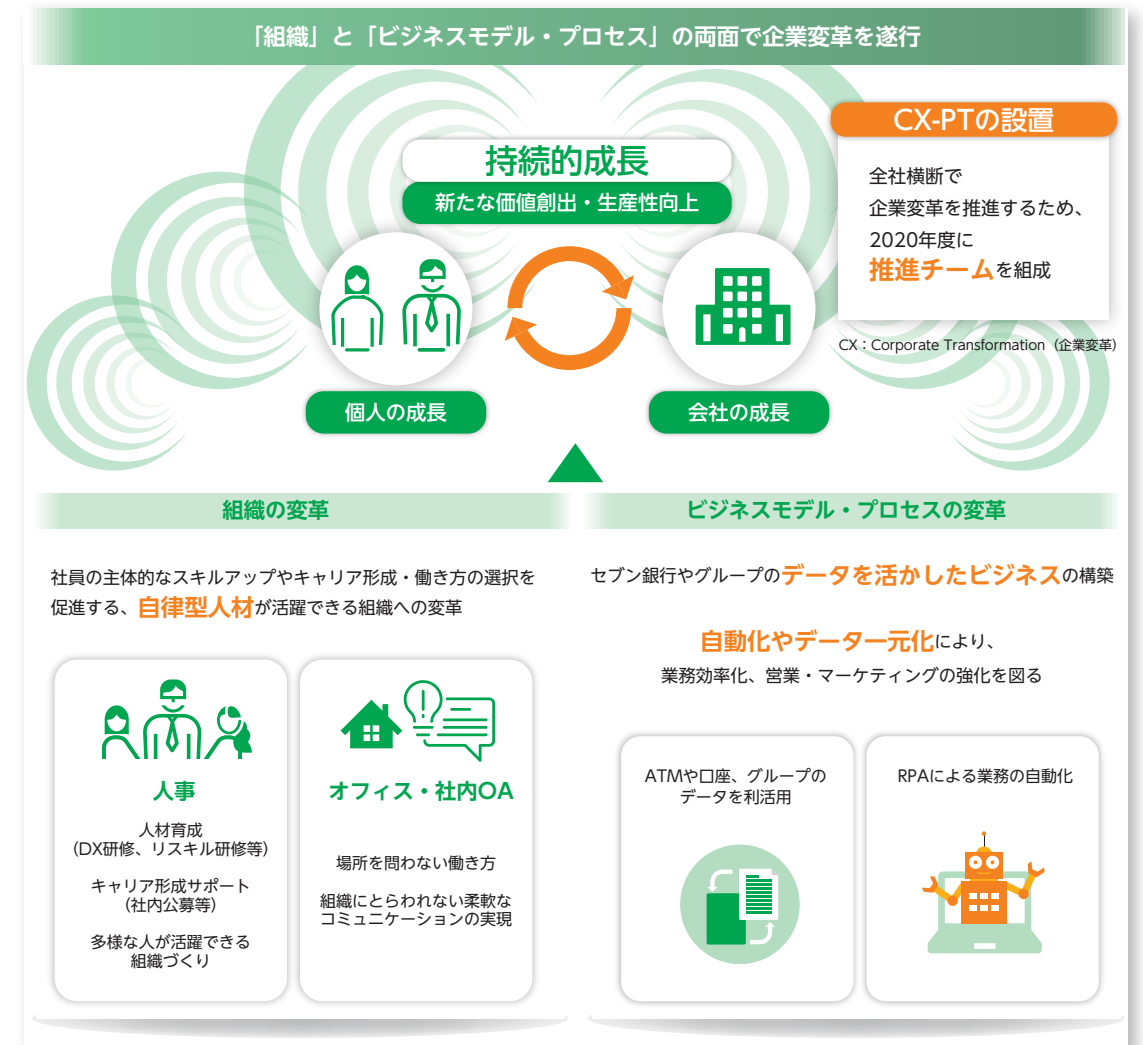 「組織」と「ビジネスモデル・プロセス」の両面で企業変革を遂行
持続的成長
新たな価値創出・生産性向上
個人の成長
会社の成長
CX-PTの設置
全社横断で
企業変革を推進するため、
2020年度に
推進チームを組成
CX：Corporate Transformation（企業変革）
組織の変革
社員の主体的なスキルアップやキャリア形成・働き方の選択を
促進する、自律型人材が活躍できる組織への変革
人事
人材育成
（DX研修、リスキル研修等）
キャリア形成サポート
（社内公募等）
多様な人が活躍できる
組織づくり
オフィス・社内OA
場所を問わない働き方
組織にとらわれない柔軟な
コミュニケーションの実現
ビジネスモデル・プロセスの変革
セブン銀行やグループのデータを活かしたビジネスの構築
自動化やデータ一元化により、
業務効率化、営業・マーケティングの強化を図る
ATMや口座、グループの
データを利活用
RPAによる業務の自動化